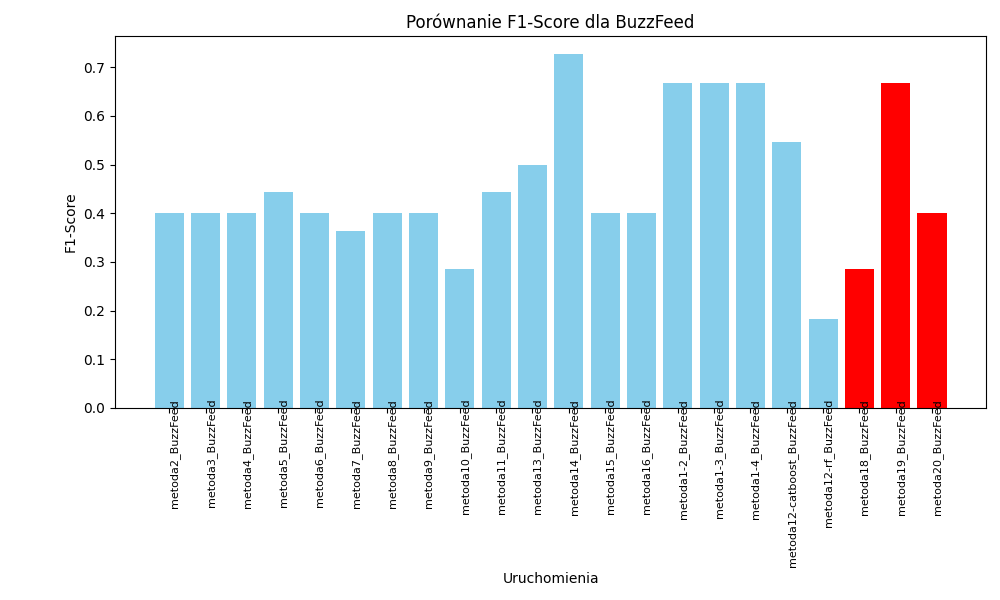 Porównanie F1-Score dla BuzzFeed
F1-Score
0.7
0.6
0.5
0.4
0.3
0.2
0.1
0.0
metoda2_BuzzFeed
metoda3_BuzzFeed
metoda4_BuzzFeed
metoda5_BuzzFeed
metoda6_BuzzFeed
metoda7_BuzzFeed
metoda8_BuzzFeed
metoda9_BuzzFeed
metoda10_BuzzFeed
metoda11_BuzzFeed
metoda13_BuzzFeed
metoda14_BuzzFeed
metoda15_BuzzFeed
metoda16_BuzzFeed
metoda1-2_BuzzFeed
metoda1-3_BuzzFeed
metoda1-4_BuzzFeed
metoda12-catboost_BuzzFeed
metoda12-rf_BuzzFeed
metoda18_BuzzFeed
metoda19_BuzzFeed
metoda20_BuzzFeed
Uruchomienia